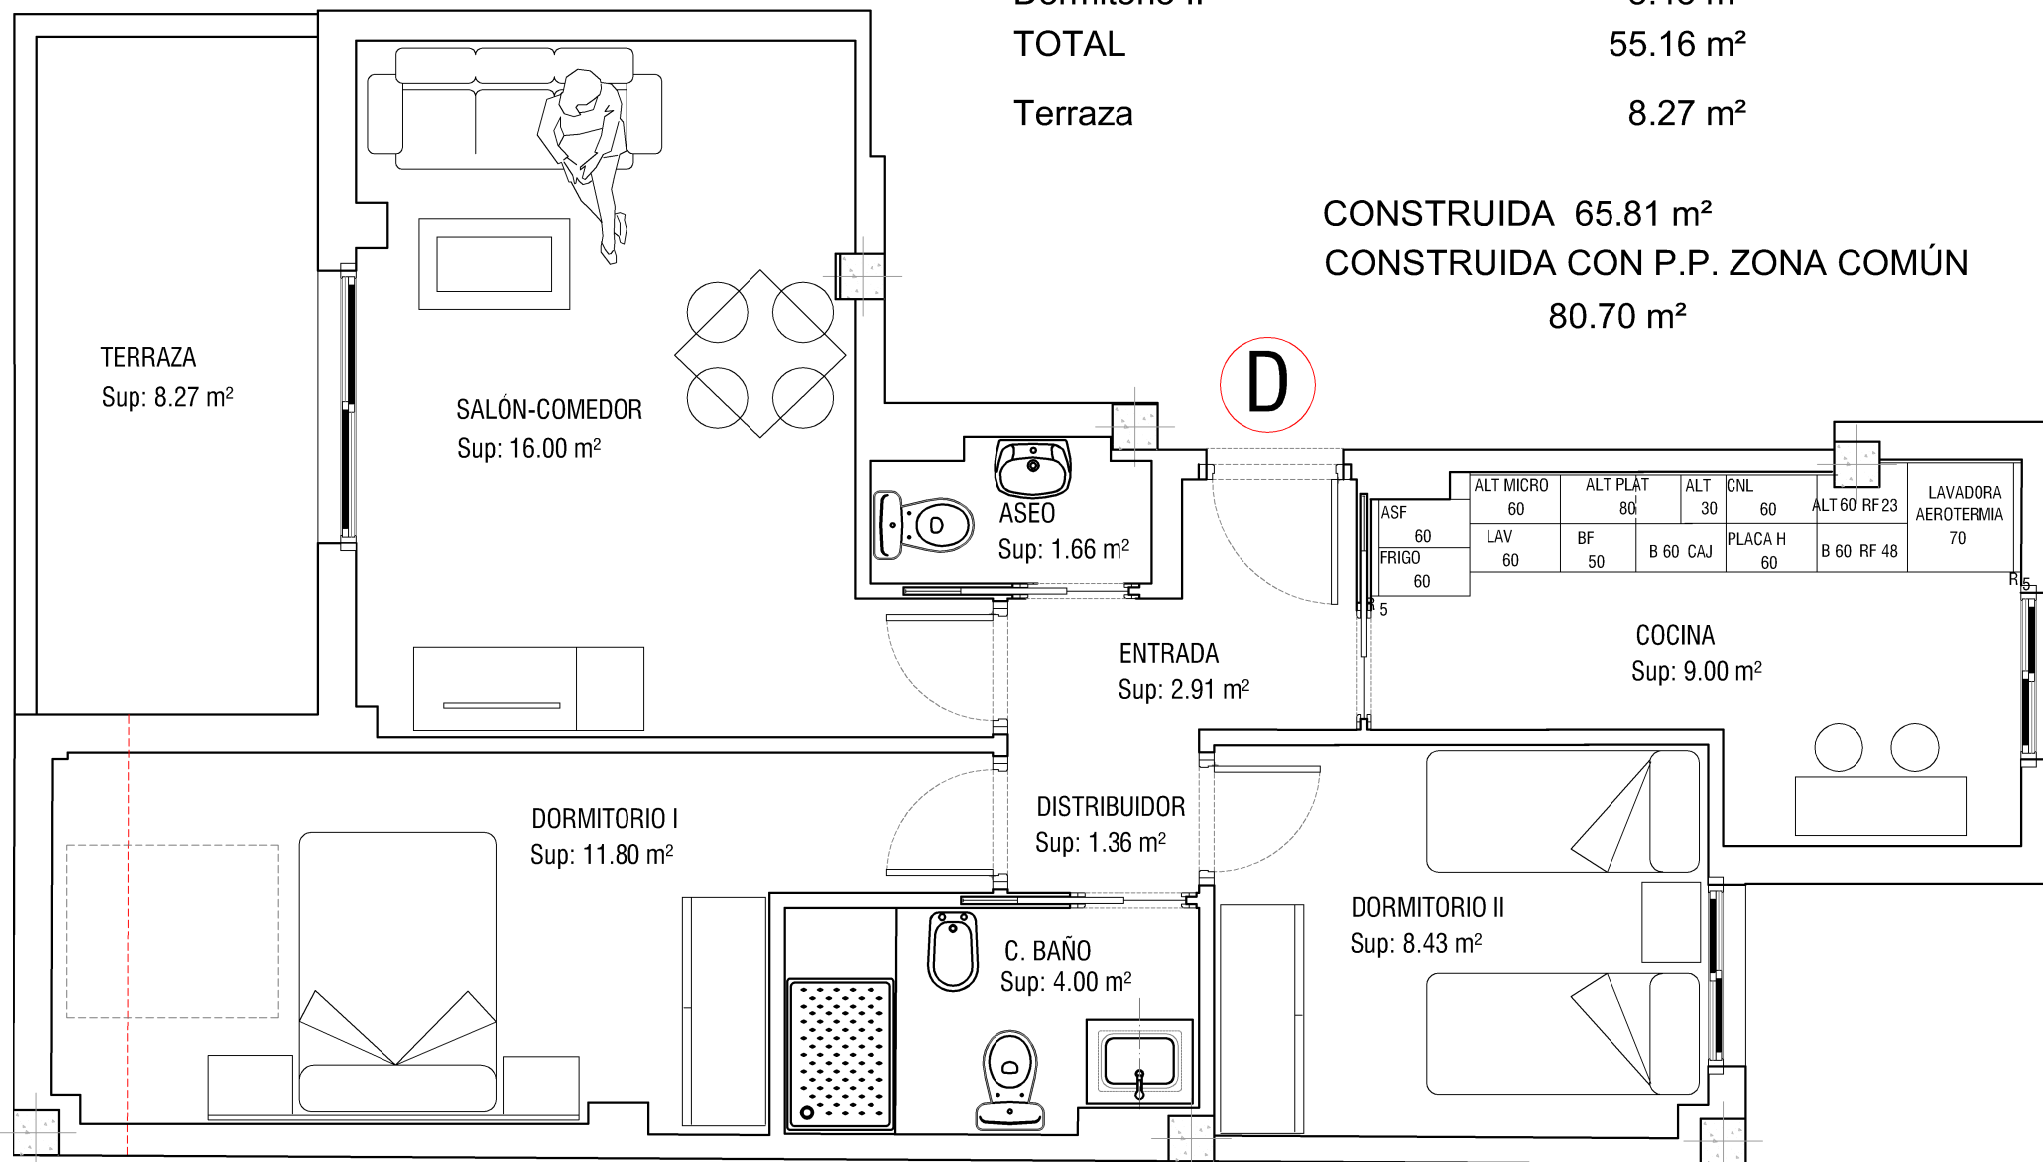 TOTAL 55.16 m²
Terraza 8.27 m²
CONSTRUIDA 65.81 m²
CONSTRUIDA CON P.P. ZONA COMÚN
80.70 m²
D
TERRAZA
Sup: 8.27 m²
SALÓN-COMEDOR
Sup: 16.00 m²
ASEO
Sup: 1.66 m²
ENTRADA
Sup: 2.91 m²
ASF
60
FRIGO
60
R
5
ALT MICRO
60
ALT PLAT
80
ALT
30
CNL
60
ALT 60 RF 23
LAV
60
BF
50
B 60 CAJ
PLACA H
60
B 60 RF 48
LAVADORA
AEROTERMIA
70
R 5
COCINA
Sup: 9.00 m²
DORMITORIO I
Sup: 11.80 m²
DISTRIBUIDOR
Sup: 1.36 m²
C. BAÑO
Sup: 4.00 m²
DORMITORIO II
Sup: 8.43 m²